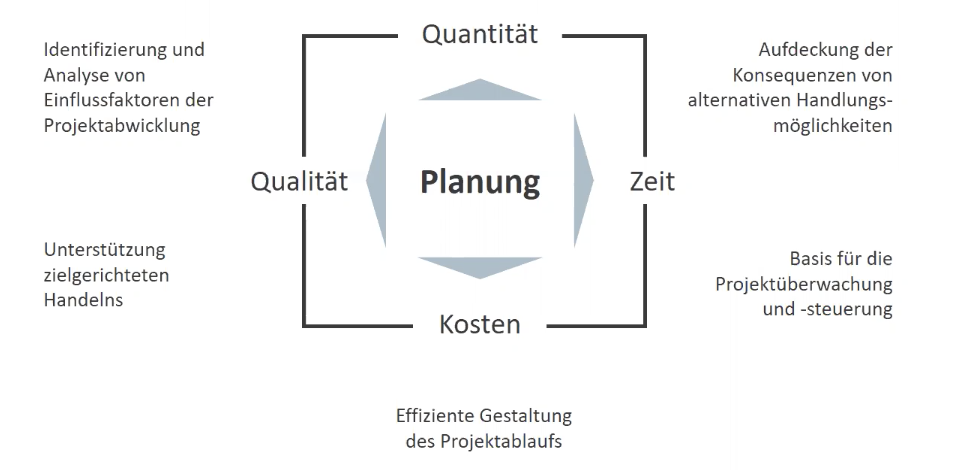 Quantität
Identifizierung und
Analyse von
Einflussfaktoren der
Projektabwicklung
Aufdeckung der
Konsequenzen von
alternativen Handlungs-
möglichkeiten
Qualität
Planung
Zeit
Unterstützung
zielgerichteten
Handelns
Basis für die
Projektüberwachung
und -steuerung
Kosten
Effiziente Gestaltung
des Projektablaufs